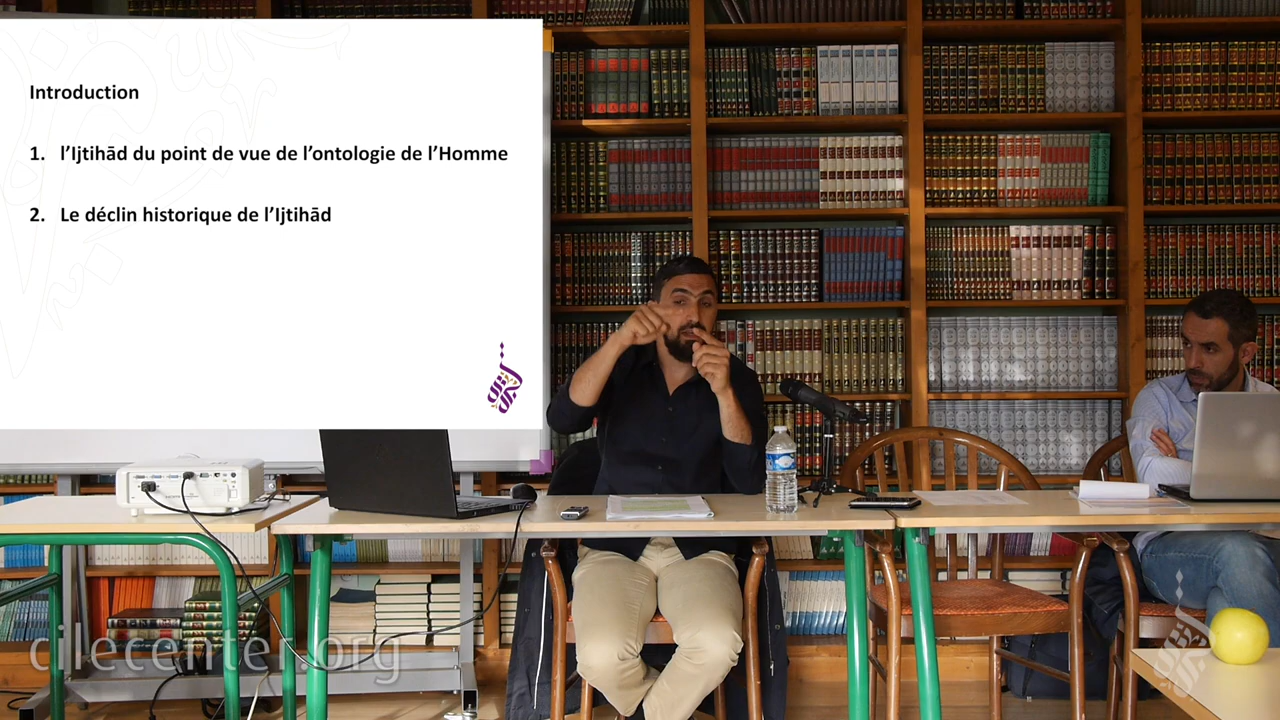 Introduction
1. l’Ijtihād du point de vue de l’ontologie de l’Homme
2. Le déclin historique de l’Ijtihād
cilecenter.org